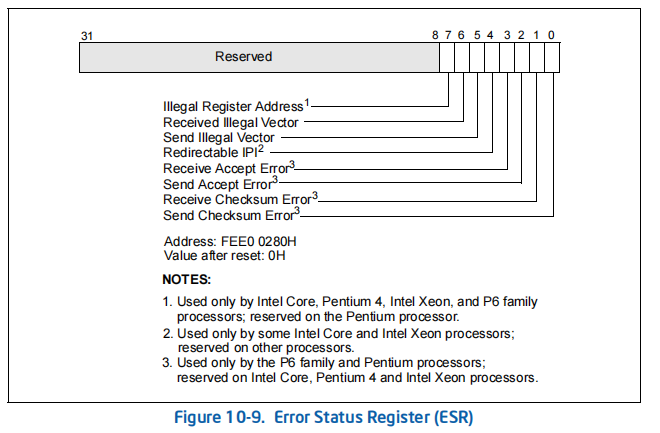 31 8 7 6 5 4 3 2 1 0
Reserved
Illegal Register Address1
Received Illegal Vector
Send Illegal Vector
Redirectable IPI2
Receive Accept Error3
Send Accept Error3
Receive Checksum Error3
Send Checksum Error3
Address: FEE0 0280H
Value after reset: 0H
NOTES:
1. Used only by Intel Core, Pentium 4, Intel Xeon, and P6 family
processors; reserved on the Pentium processor.
2. Used only by some Intel Core and Intel Xeon processors;
reserved on other processors.
3. Used only by the P6 family and Pentium processors;
reserved on Intel Core, Pentium 4 and Intel Xeon processors.
Figure 10-9. Error Status Register (ESR)